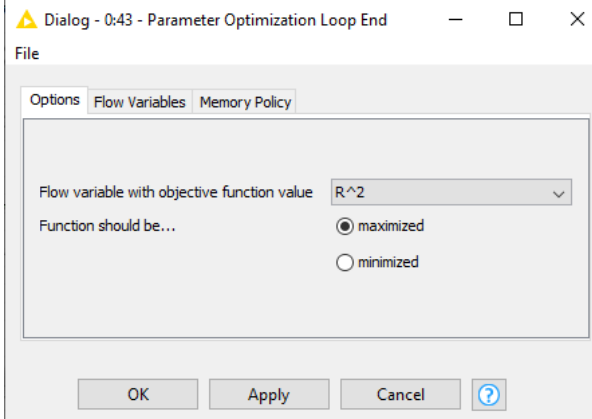 Dialog - 0:43 - Parameter Optimization Loop End
File
Options Flow Variables Memory Policy
Flow variable with objective function value R^2
Function should be... maximized
minimized
OK Apply Cancel ?